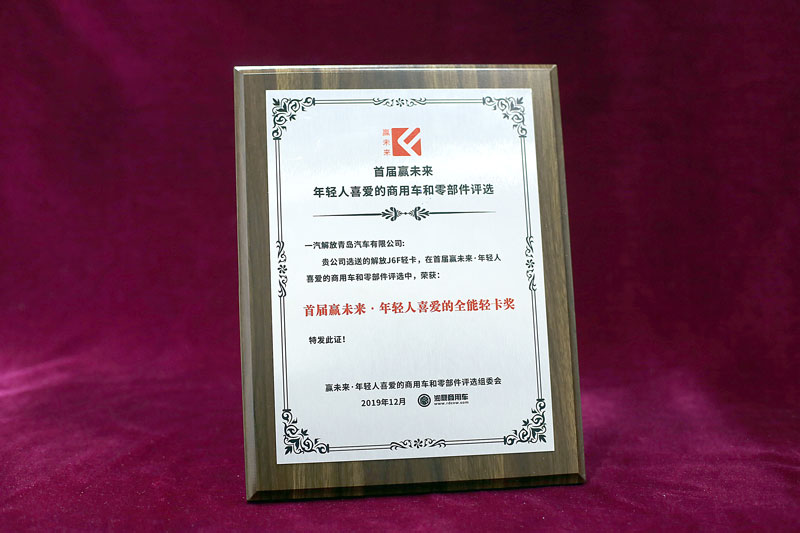 赢未来
首届赢未来
年轻人喜爱的商用车和零部件评选
一汽解放青岛汽车有限公司:
贵公司选送的解放J6F轻卡，在首届赢未来·年轻人
喜爱的商用车和零部件评选中，荣获：
首届赢未来·年轻人喜爱的全能轻卡奖
特发此证！
赢未来·年轻人喜爱的商用车和零部件评选组委会
2019年12月
商用车